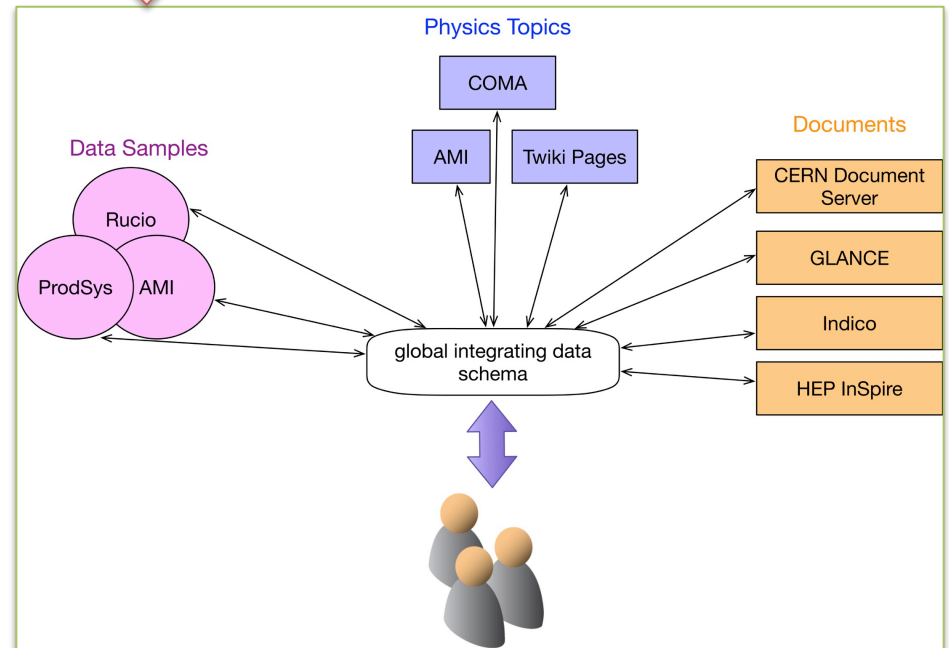 Physics Topics
COMA
AMI
Twiki Pages
Data Samples
Rucio
ProdSys
AMI
Documents
CERN Document
Server
GLANCE
Indico
HEP InSpire
global integrating data
schema